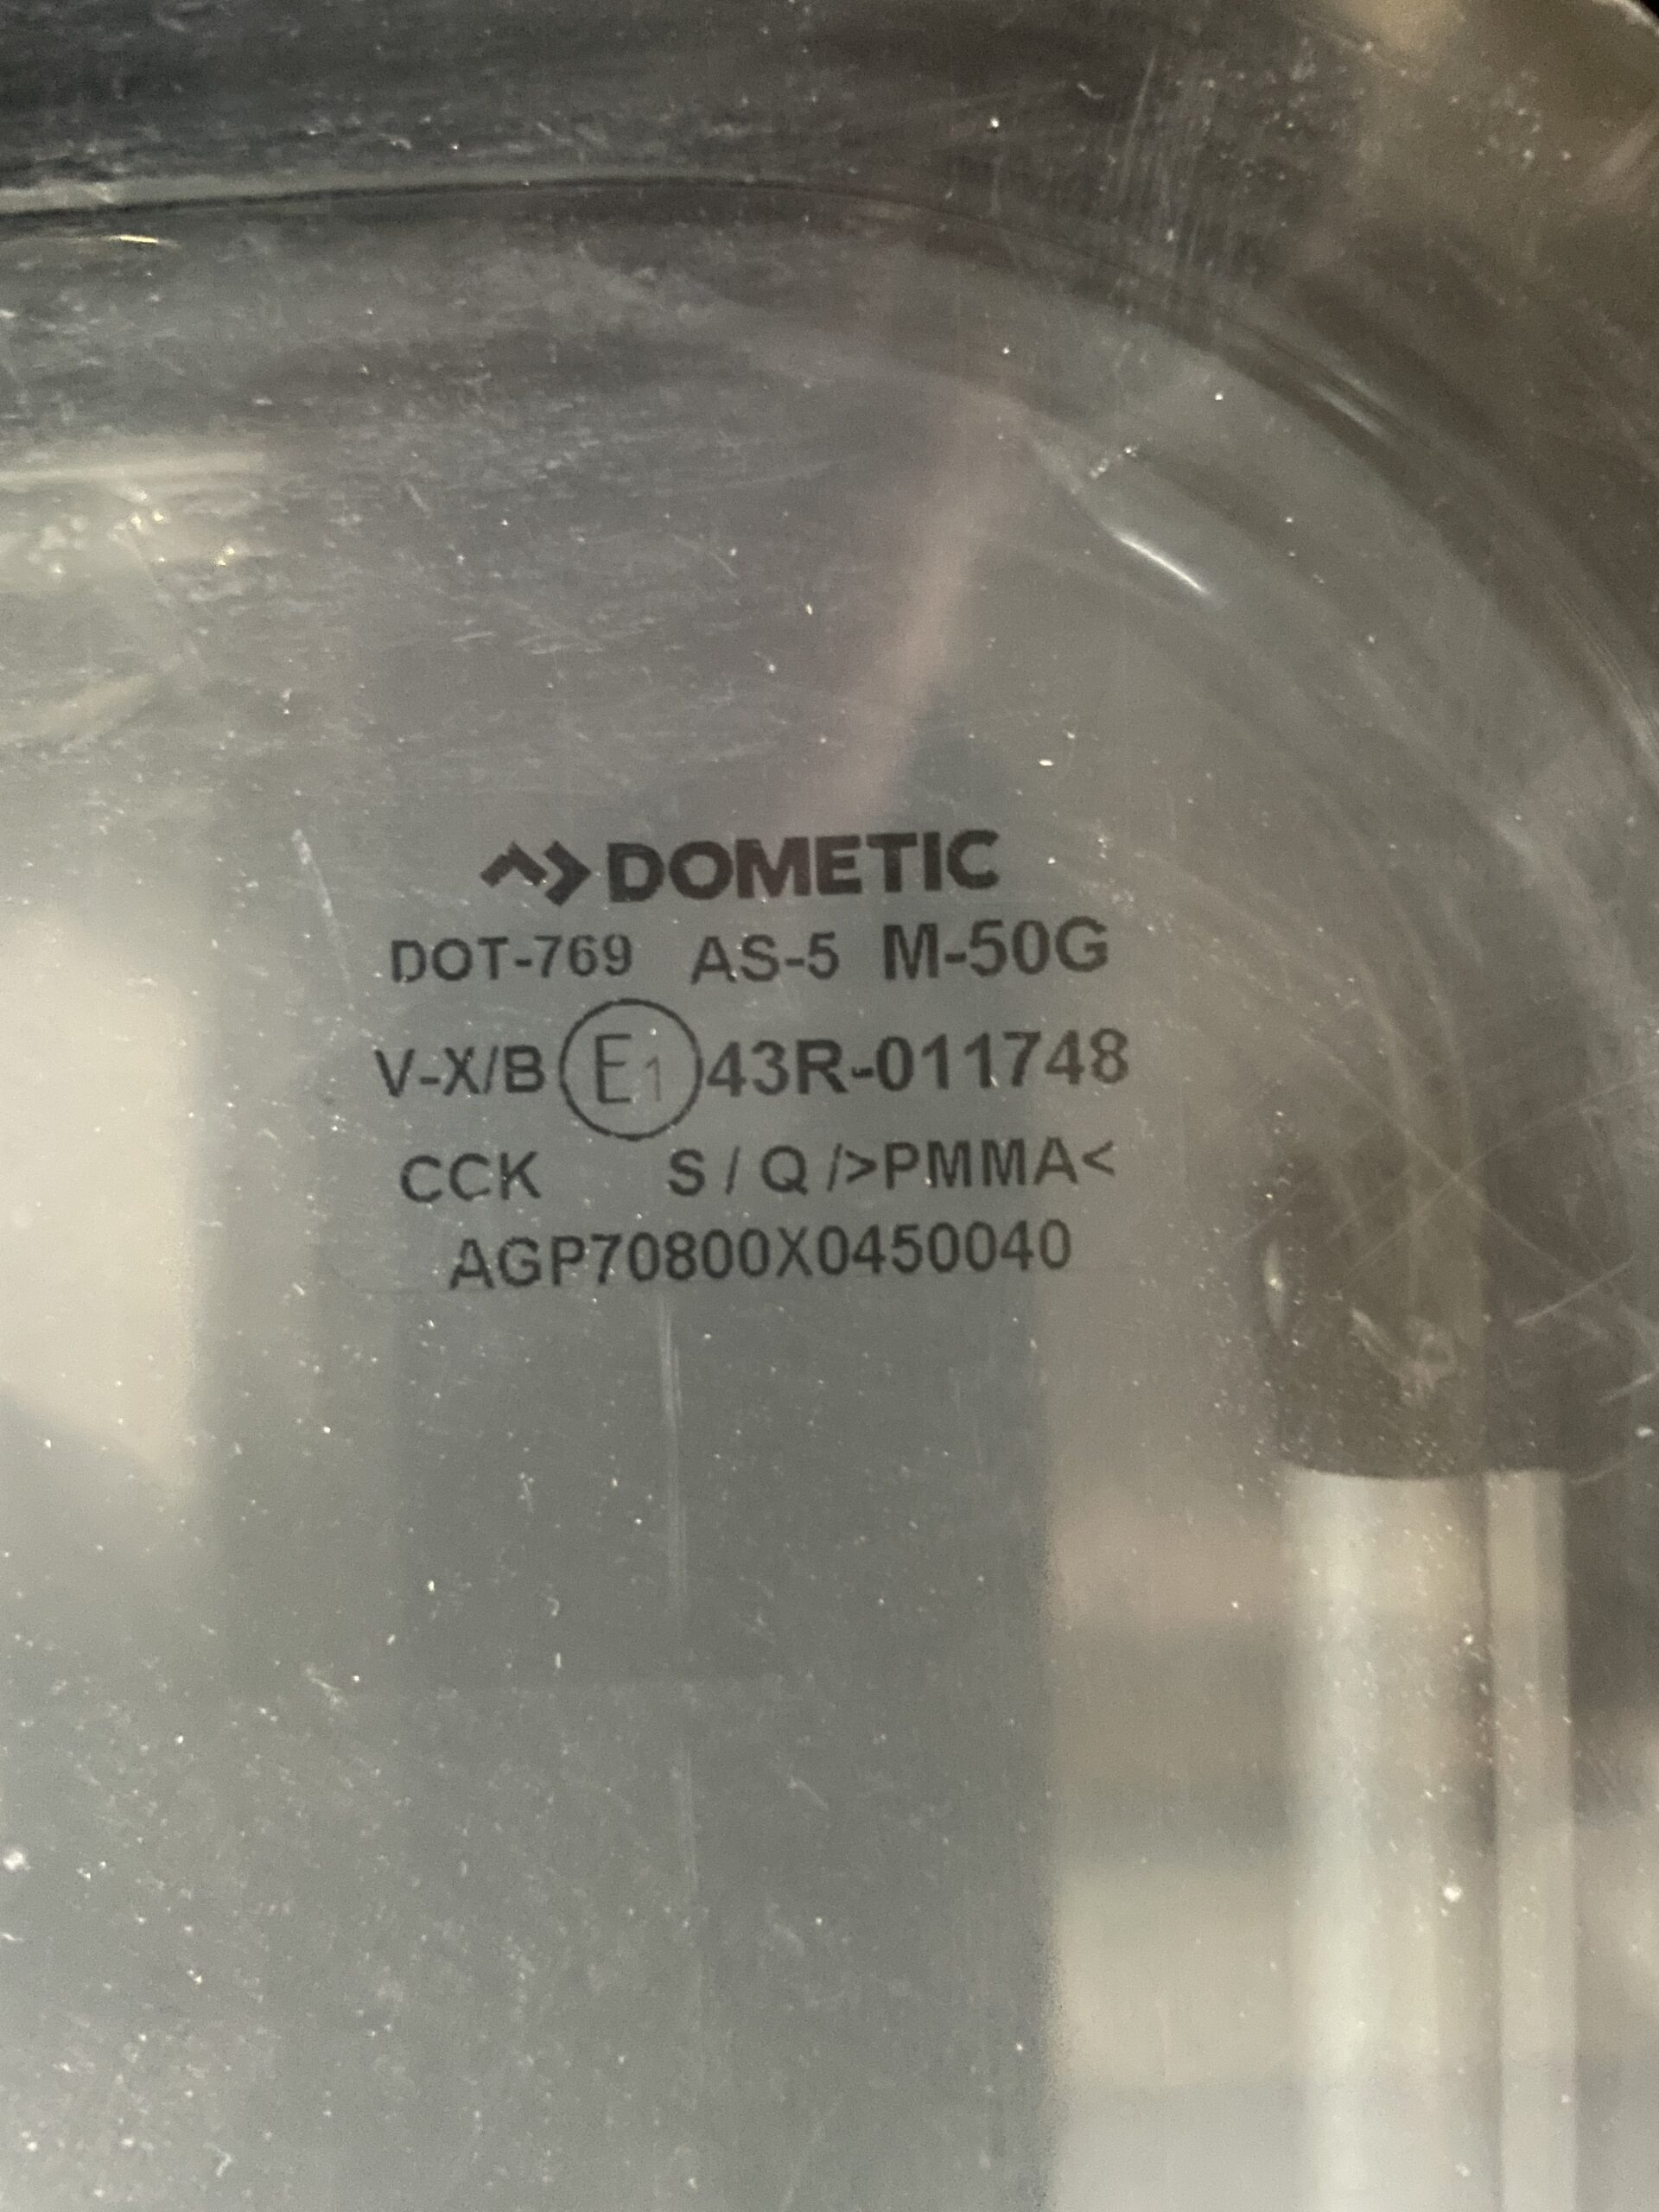 DOMETIC
DOT-769 AS-5 M-50G
V-X/B E1 43R-011748
CCK S / Q />PMMA<
AGP70800X0450040